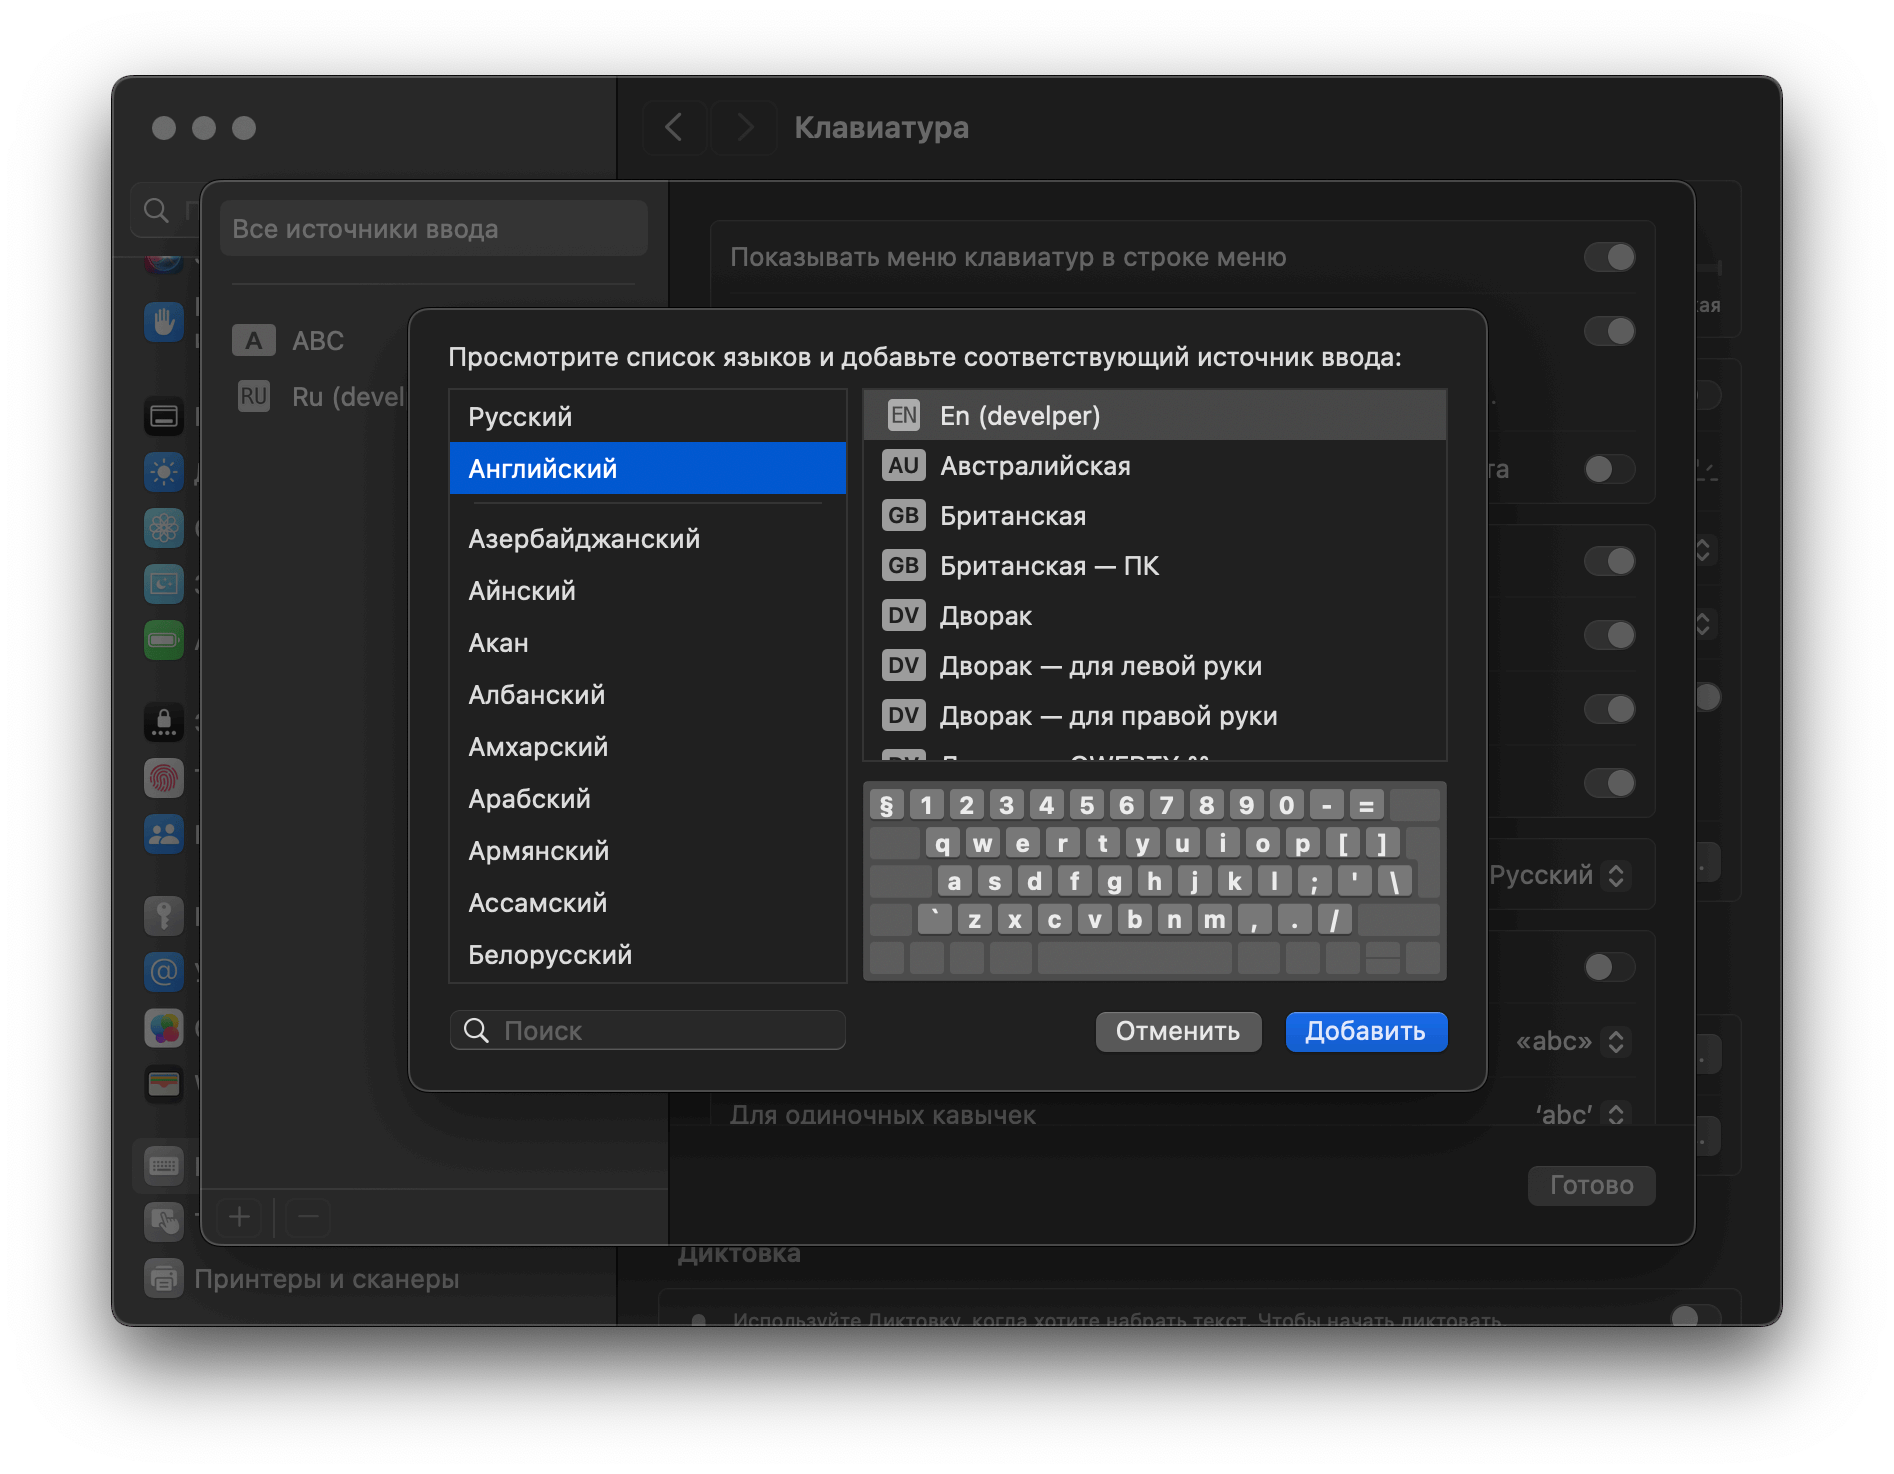 Клавиатура
Все источники ввода
Показывать меню клавиатур в строке меню
A ABC
RU Ru (devel
Просмотрите список языков и добавьте соответствующий источник ввода:
Русский
Английский
Азербайджанский
Айнский
Акан
Албанский
Амхарский
Арабский
Армянский
Ассамский
Белорусский
EN En (develper)
AU Австралийская
GB Британская
GB Британская — ПК
DV Дворак
DV Дворак — для левой руки
DV Дворак — для правой руки
§ 1 2 3 4 5 6 7 8 9 0 - =
q w e r t y u i o p [ ]
a s d f g h j k l ; ' \
` z x c v b n m , . /
Поиск
Отменить
Добавить
Русский
«abc»
Для одиночных кавычек
‘abc’
Готово
Диктовка
Принтеры и сканеры
Используйте Диктовку, когда хотите набрать текст. Чтобы начать диктовать,